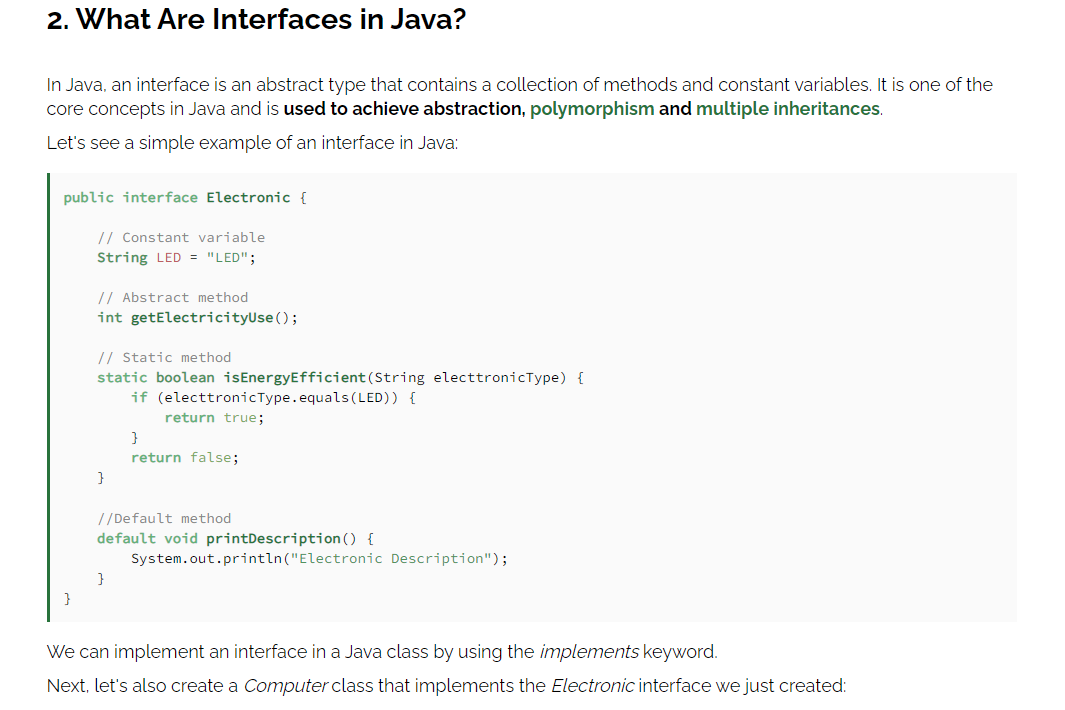 2. What Are Interfaces in Java?
In Java, an interface is an abstract type that contains a collection of methods and constant variables. It is one of the
core concepts in Java and is used to achieve abstraction, polymorphism and multiple inheritances.
Let's see a simple example of an interface in Java:
public interface Electronic {
// Constant variable
String LED = "LED";
// Abstract method
int getElectricityUse();
// Static method
static boolean isEnergyEfficient(String electtronicType) {
if (electtronicType.equals(LED)) {
return true;
}
return false;
}
//Default method
default void printDescription() {
System.out.println("Electronic Description");
}
}
We can implement an interface in a Java class by using the implements keyword.
Next, let's also create a Computer class that implements the Electronic interface we just created: